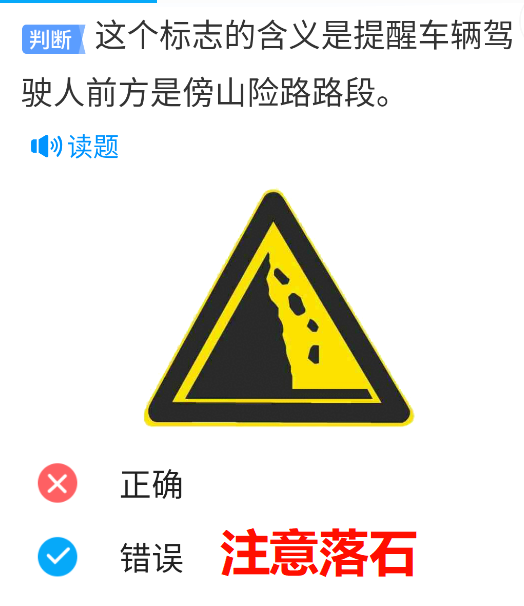 判断 这个标志的含义是提醒车辆驾
驶人前方是傍山险路路段。
读题
正确
错误 注意落石